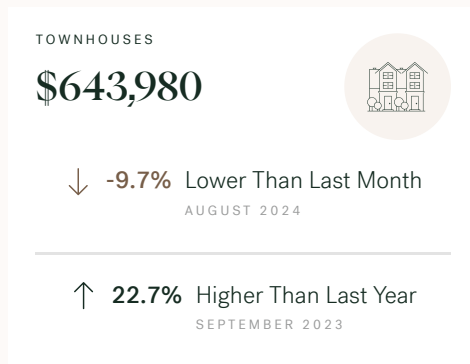 TOWNHOUSES
$643,980
-9.7% Lower Than Last Month
AUGUST 2024
22.7% Higher Than Last Year
SEPTEMBER 2023